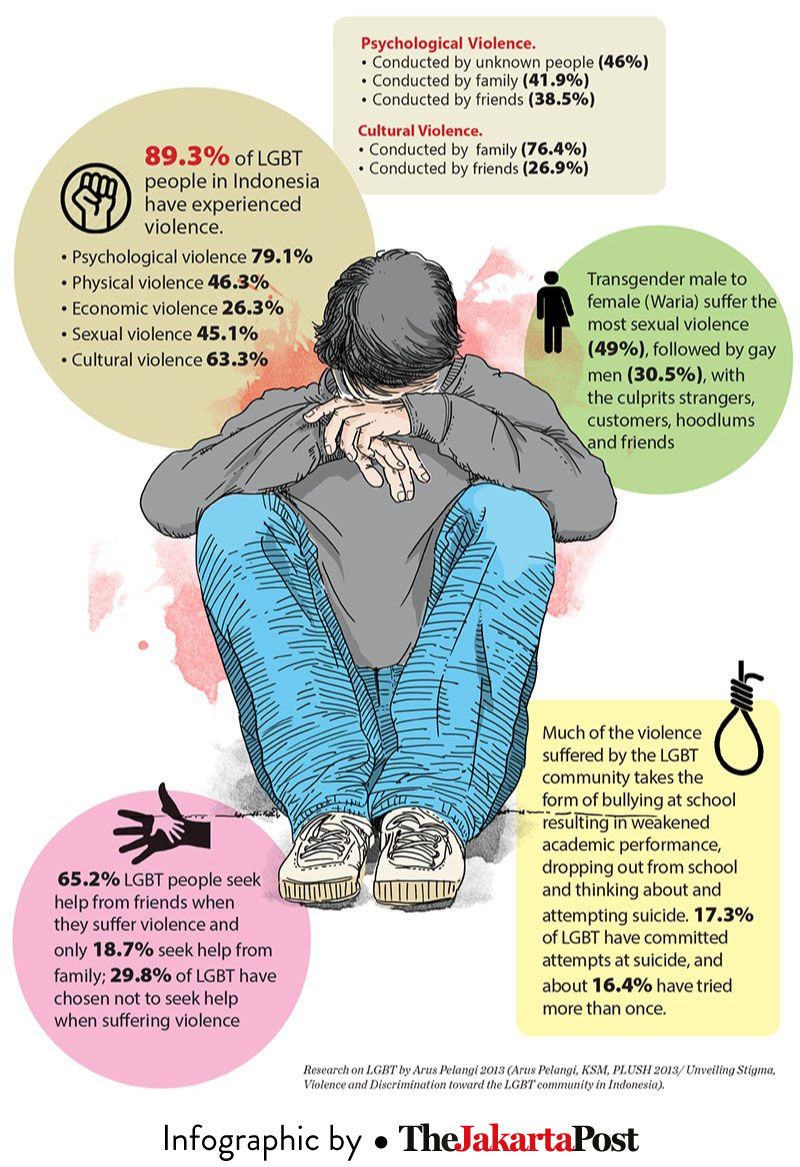 Psychological Violence.
• Conducted by unknown people (46%)
• Conducted by family (41.9%)
• Conducted by friends (38.5%)
Cultural Violence.
• Conducted by family (76.4%)
• Conducted by friends (26.9%)
89.3% of LGBT
people in Indonesia
have experienced
violence.
• Psychological violence 79.1%
• Physical violence 46.3%
• Economic violence 26.3%
• Sexual violence 45.1%
• Cultural violence 63.3%
Transgender male to
female (Waria) suffer the
most sexual violence
(49%), followed by gay
men (30.5%), with
the culprits strangers,
customers, hoodlums
and friends
Much of the violence
suffered by the LGBT
community takes the
form of bullying at school
resulting in weakened
academic performance,
dropping out from school
and thinking about and
attempting suicide. 17.3%
of LGBT have committed
attempts at suicide, and
about 16.4% have tried
more than once.
65.2% LGBT people seek
help from friends when
they suffer violence and
only 18.7% seek help from
family; 29.8% of LGBT have
chosen not to seek help
when suffering violence
Research on LGBT by Arus Pelangi 2013 (Arus Pelangi, KSM, PLUSH 2013/ Unveiling Stigma,
Violence and Discrimination toward the LGBT community in Indonesia).
Infographic by • TheJakartaPost